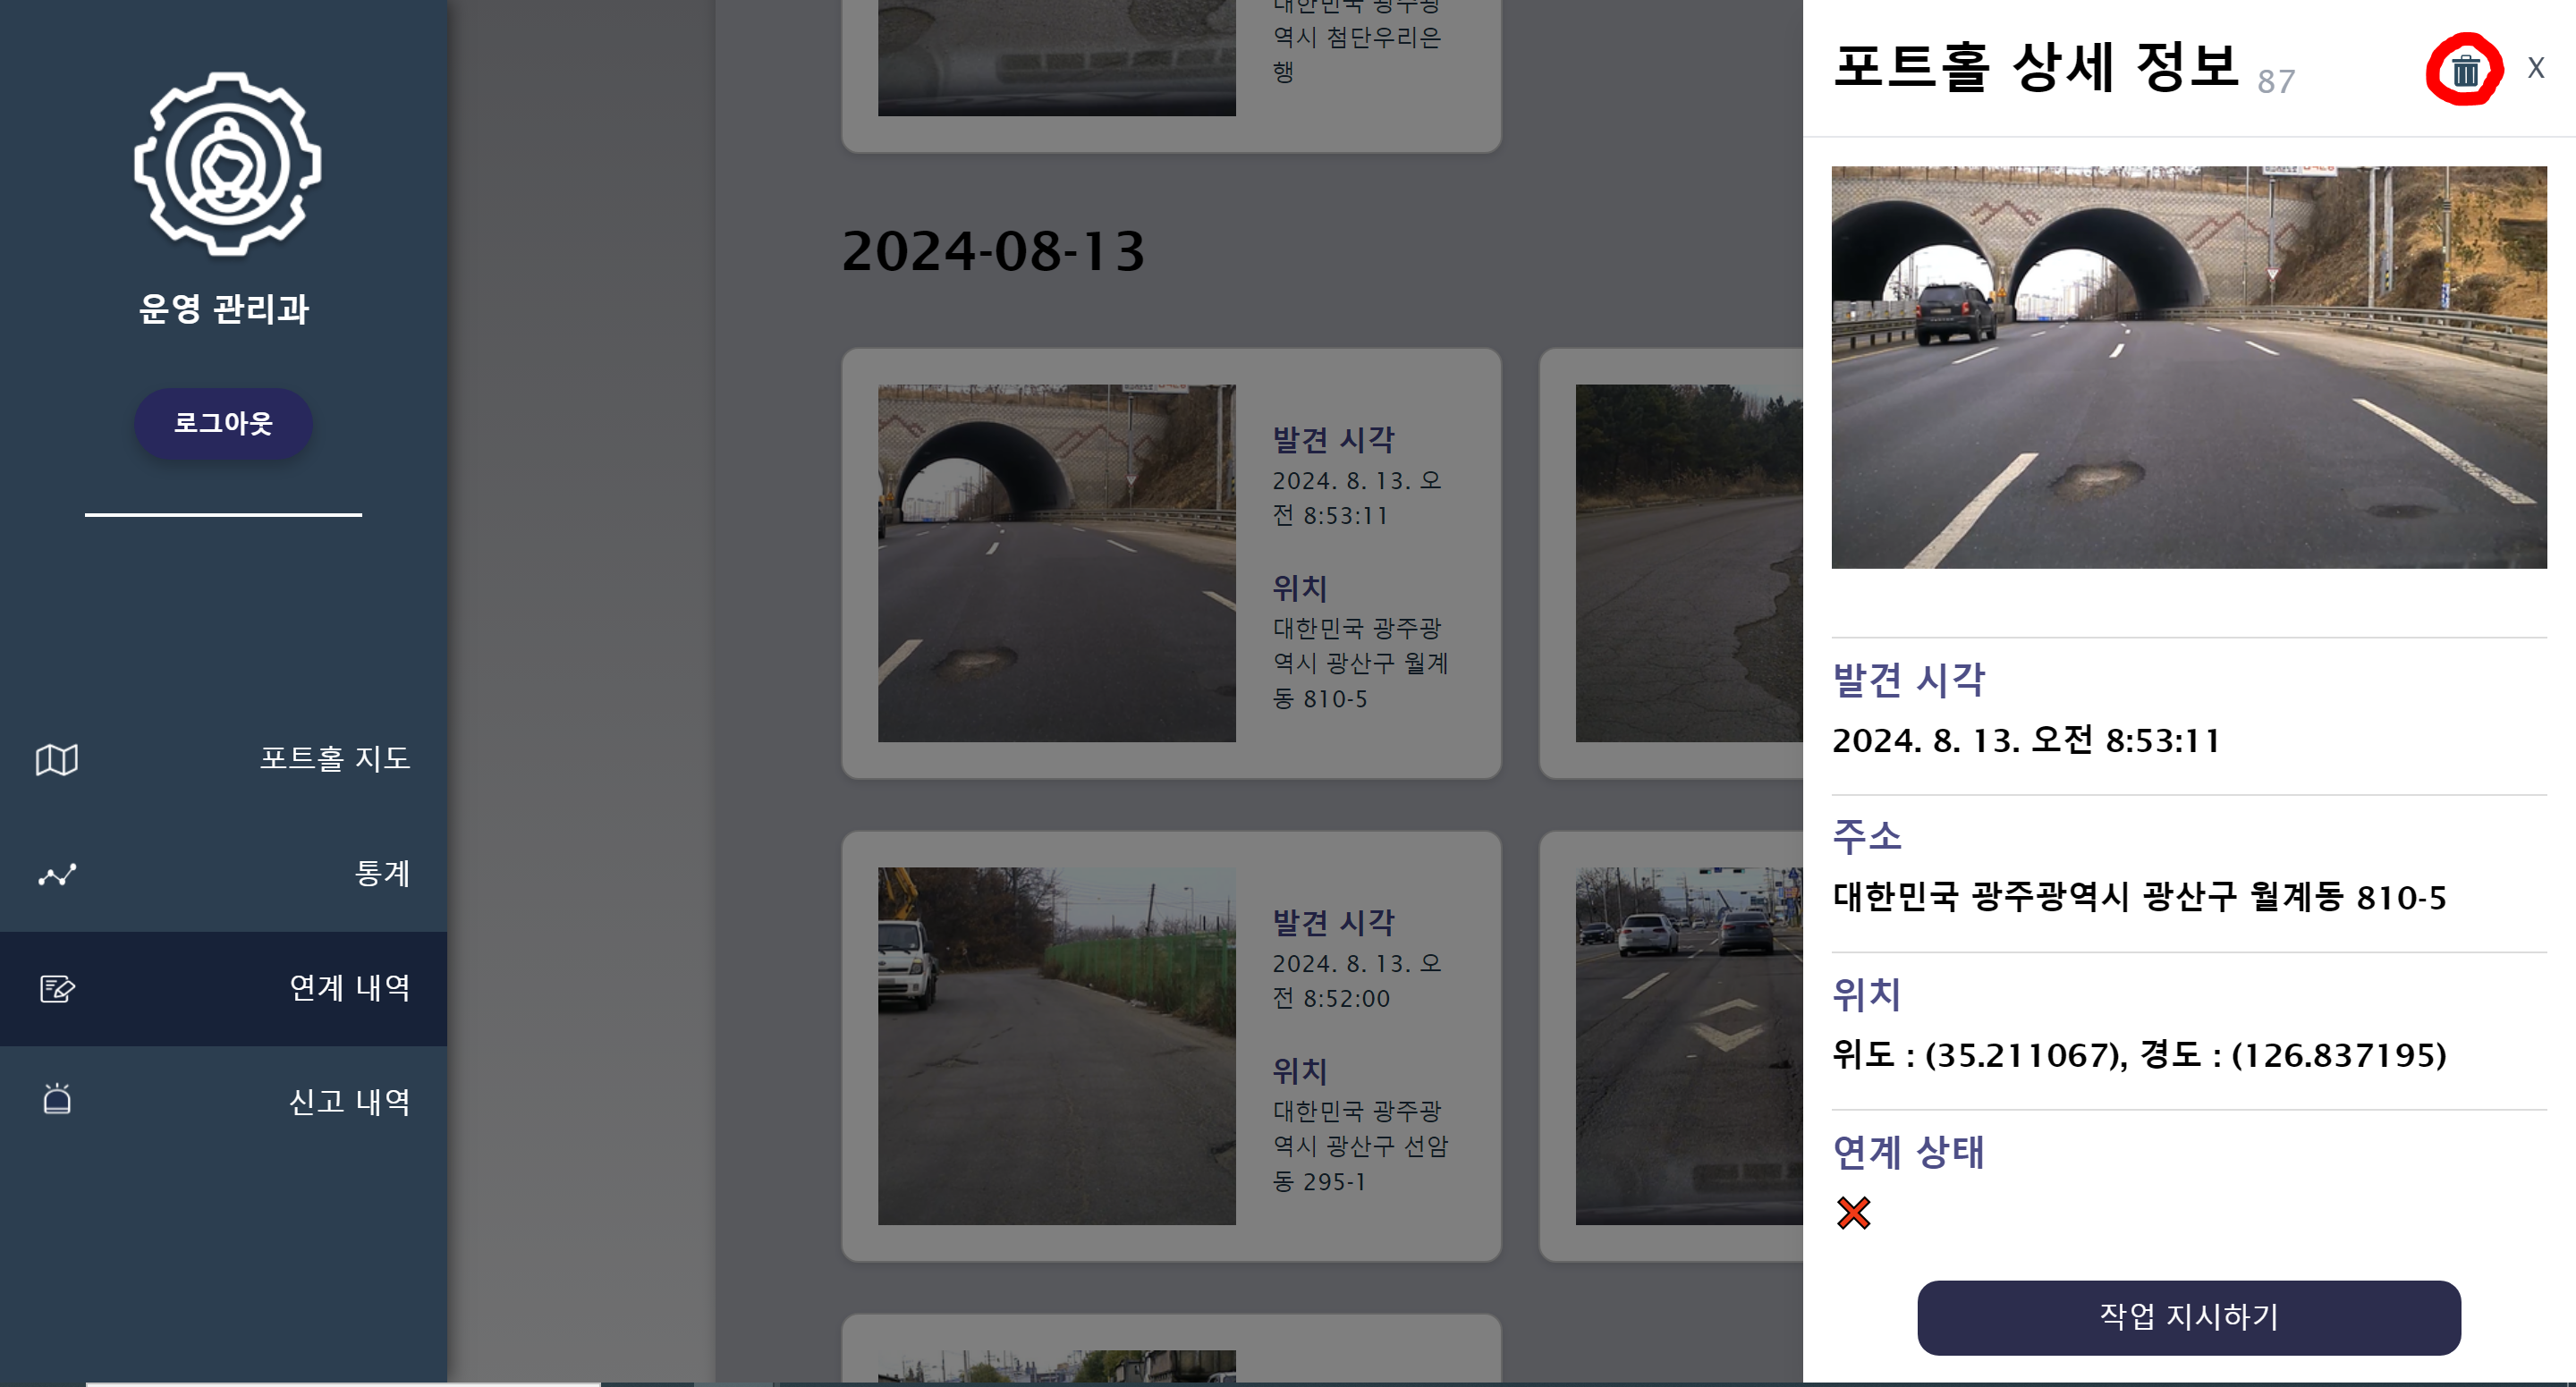 운영 관리과
로그아웃
포트홀 지도
통계
연계 내역
신고 내역
대한민국 광주광
역시 첨단우리은
행
2024-08-13
발견 시각
2024. 8. 13. 오
전 8:53:11
위치
대한민국 광주광
역시 광산구 월계
동 810-5
발견 시각
2024. 8. 13. 오
전 8:52:00
위치
대한민국 광주광
역시 광산구 선암
동 295-1
포트홀 상세 정보 87
X
발견 시각
2024. 8. 13. 오전 8:53:11
주소
대한민국 광주광역시 광산구 월계동 810-5
위치
위도 : (35.211067), 경도 : (126.837195)
연계 상태
작업 지시하기